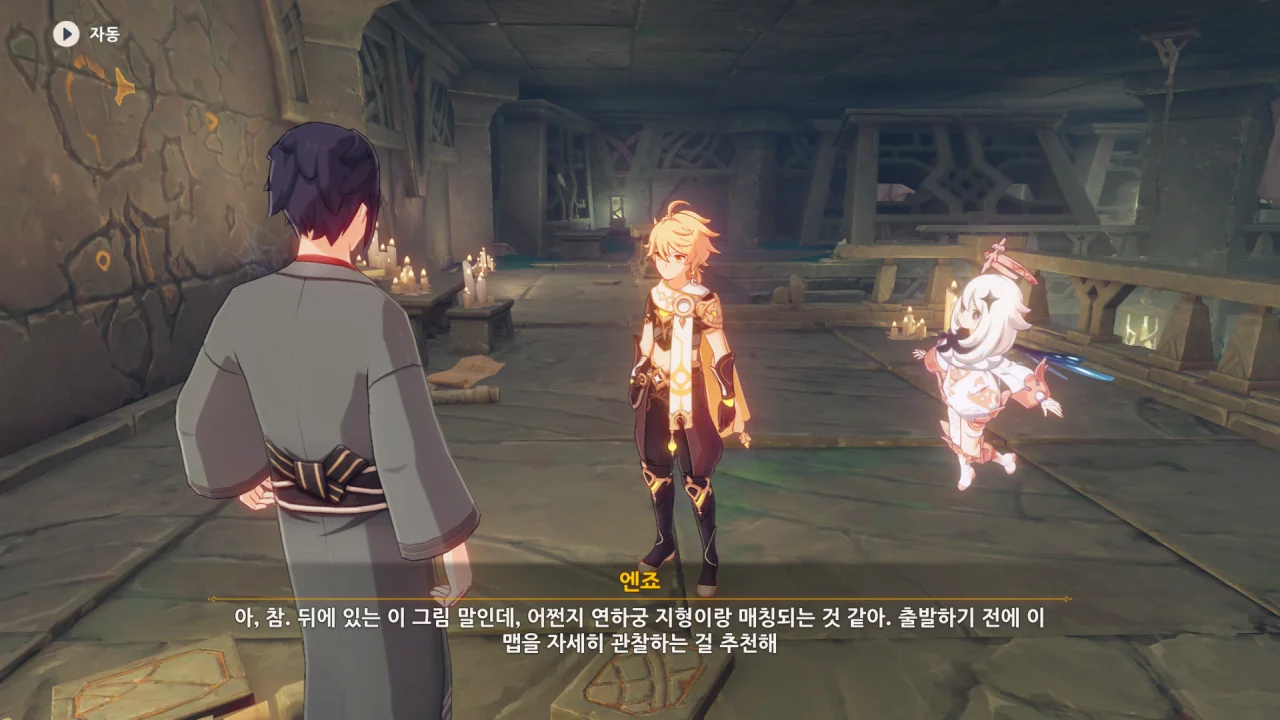 자동
엔죠
아, 참. 뒤에 있는 이 그림 말인데, 어쩐지 연하궁 지형이랑 매칭되는 것 같아. 출발하기 전에 이
맵을 자세히 관찰하는 걸 추천해